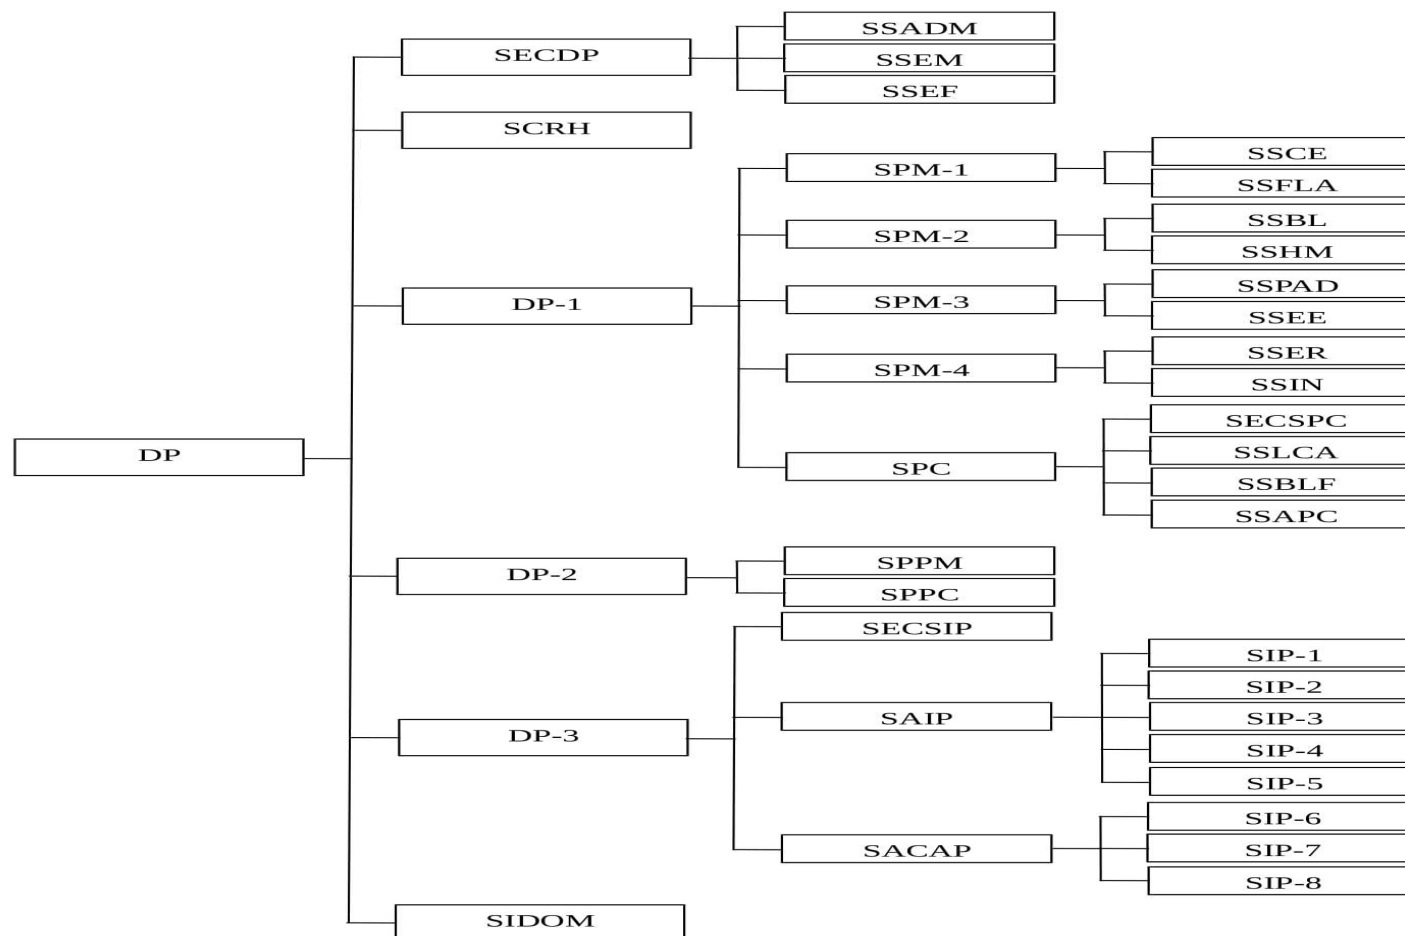 DP
SECDP
SSADM
SSEM
SSEF
SCRH
DP-1
SPM-1
SSCE
SSFLA
SPM-2
SSBL
SSHM
SPM-3
SSPAD
SSEE
SPM-4
SSER
SSIN
SPC
SECSPC
SSLCA
SSBLF
SSAPC
DP-2
SPPM
SPPC
DP-3
SECSIP
SAIP
SIP-1
SIP-2
SIP-3
SIP-4
SIP-5
SACAP
SIP-6
SIP-7
SIP-8
SIDOM